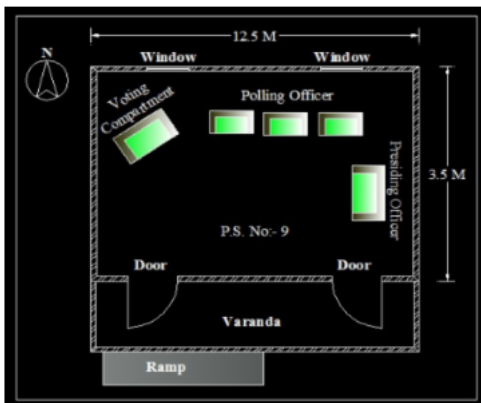 12.5 M
N
Window
Window
Voting
Compartment
Polling Officer
Presiding Officer
3.5 M
P.S. No:- 9
Door
Door
Varanda
Ramp